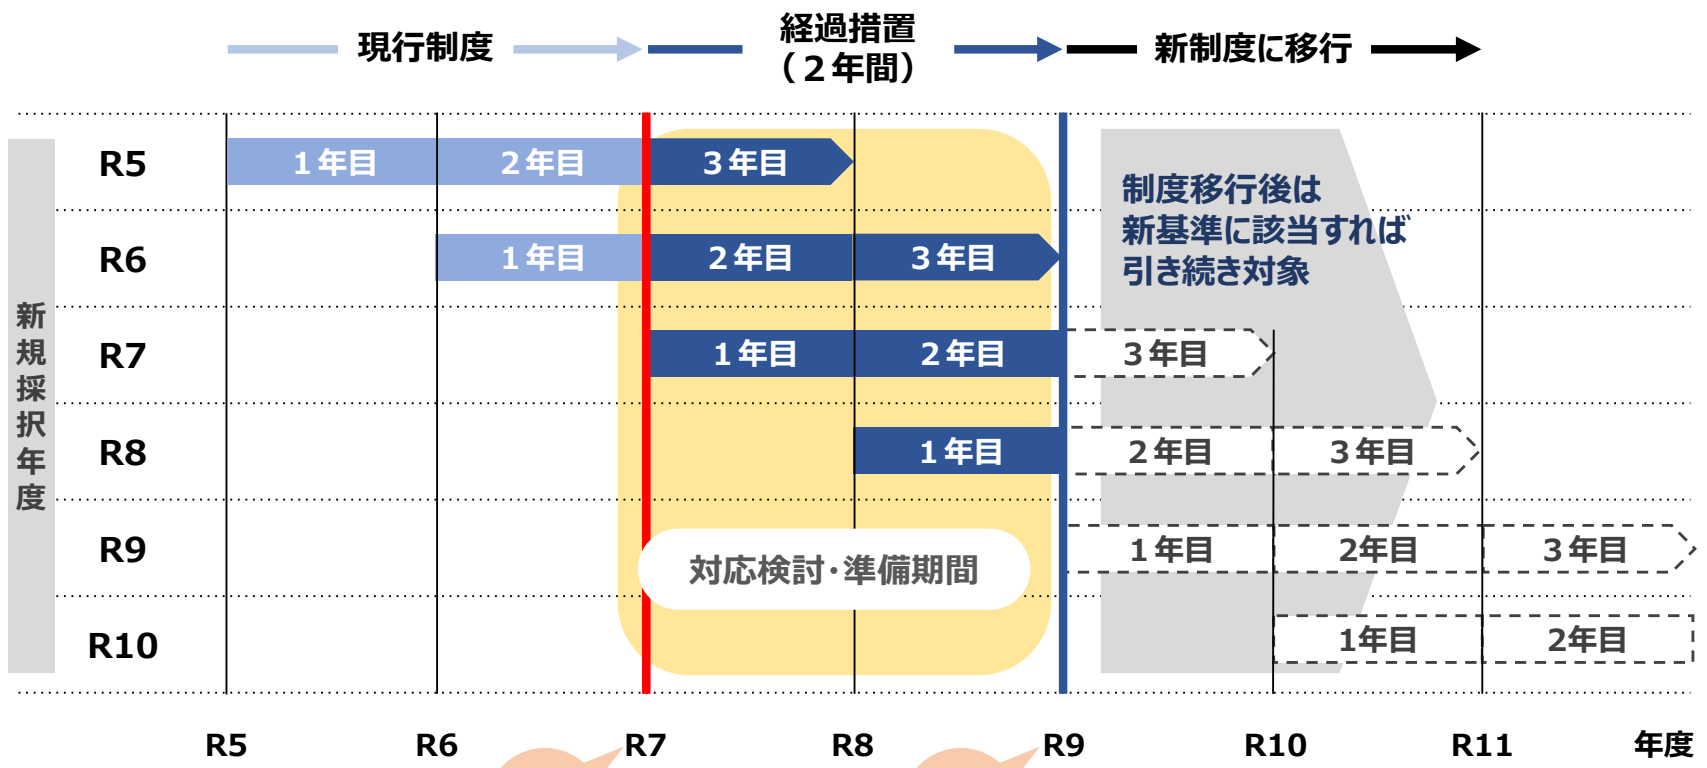 現行制度
経過措置
（２年間）
新制度に移行
新規採択年度
R5
１年目
２年目
３年目
R6
１年目
２年目
３年目
制度移行後は
新基準に該当すれば
引き続き対象
R7
１年目
２年目
３年目
R8
１年目
２年目
３年目
R9
対応検討・準備期間
１年目
2年目
３年目
R10
1年目
2年目
R5
R6
R7
R8
R9
R10
R11
年度